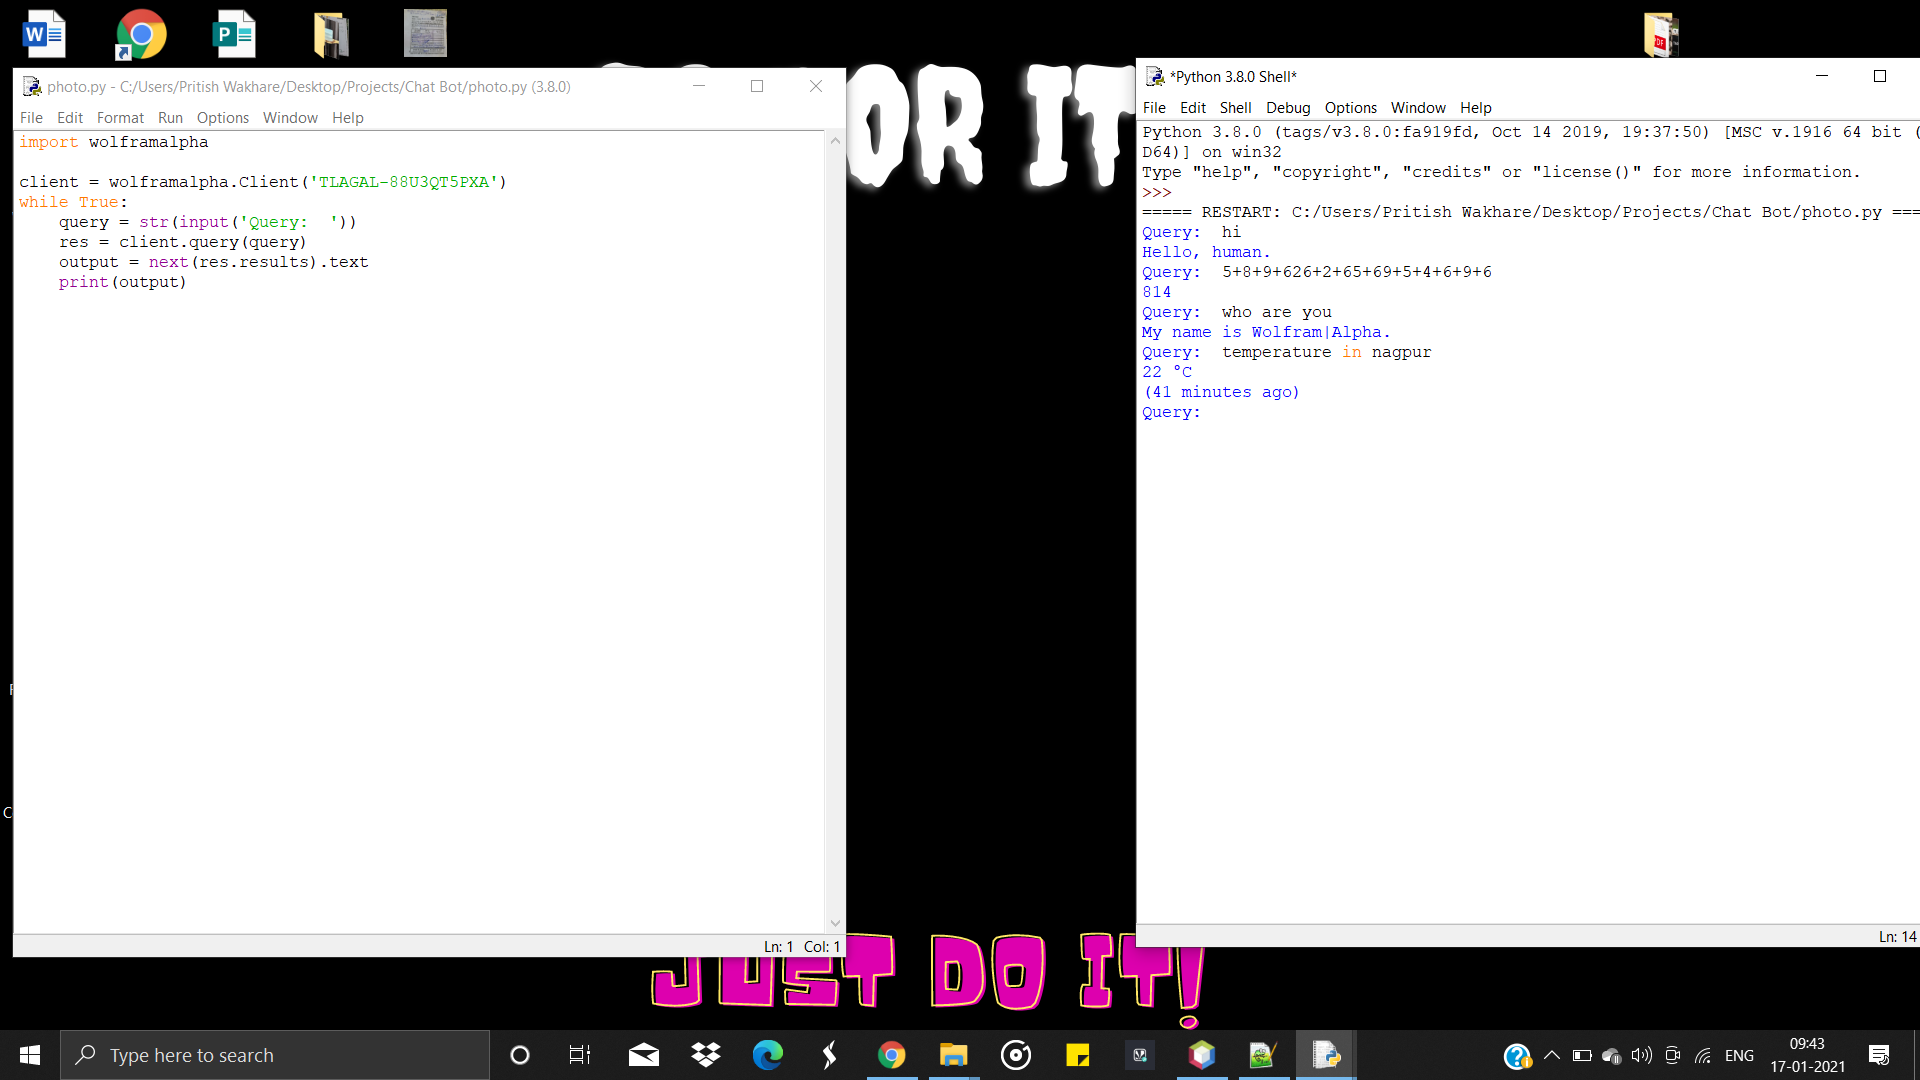 OR IT
photo.py - C:/Users/Pritish Wakhare/Desktop/Projects/Chat Bot/photo.py (3.8.0)
File Edit Format Run Options Window Help
import wolframalpha
client = wolframalpha.Client('TLAGAL-88U3QT5PXA')
while True:
    query = str(input('Query:  '))
    res = client.query(query)
    output = next(res.results).text
    print(output)
Ln: 1 Col: 1
*Python 3.8.0 Shell*
File Edit Shell Debug Options Window Help
Python 3.8.0 (tags/v3.8.0:fa919fd, Oct 14 2019, 19:37:50) [MSC v.1916 64 bit (
D64)] on win32
Type "help", "copyright", "credits" or "license()" for more information.
>>>
===== RESTART: C:/Users/Pritish Wakhare/Desktop/Projects/Chat Bot/photo.py ===
Query:  hi
Hello, human.
Query:  5+8+9+626+2+65+69+5+4+6+9+6
814
Query:  who are you
My name is Wolfram|Alpha.
Query:  temperature in nagpur
22 °C
(41 minutes ago)
Query:
Ln: 14
JUST DO IT!
Type here to search
ENG
09:43
17-01-2021